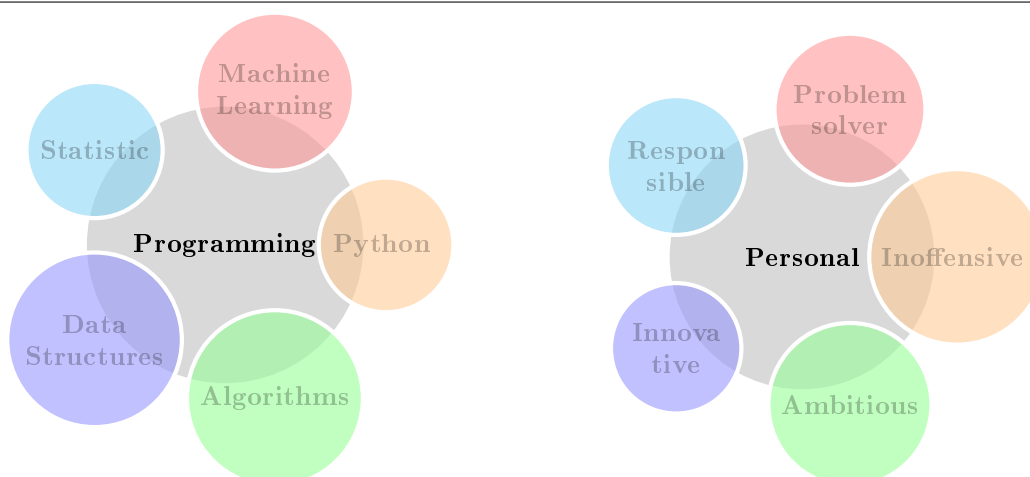 Machine
Learning
Statistic
Programming
Python
Data
Structures
Algorithms
Problem
solver
Respon
sible
Personal
Inoffensive
Innova
tive
Ambitious